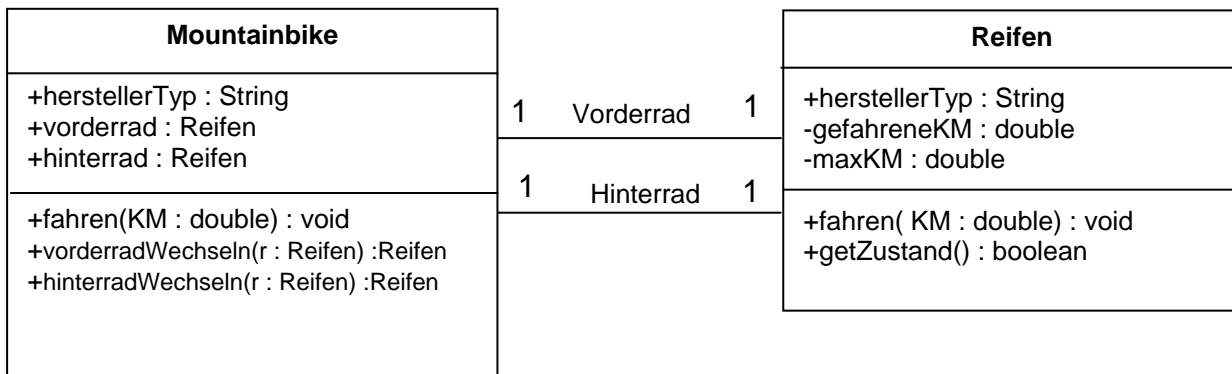 Mountainbike
+herstellerTyp : String
+vorderrad : Reifen
+hinterrad : Reifen
+fahren(KM : double) : void
+vorderradWechseln(r : Reifen) :Reifen
+hinterradWechseln(r : Reifen) :Reifen
1 Vorderrad 1
1 Hinterrad 1
Reifen
+herstellerTyp : String
-gefahreneKM : double
-maxKM : double
+fahren( KM : double) : void
+getZustand() : boolean